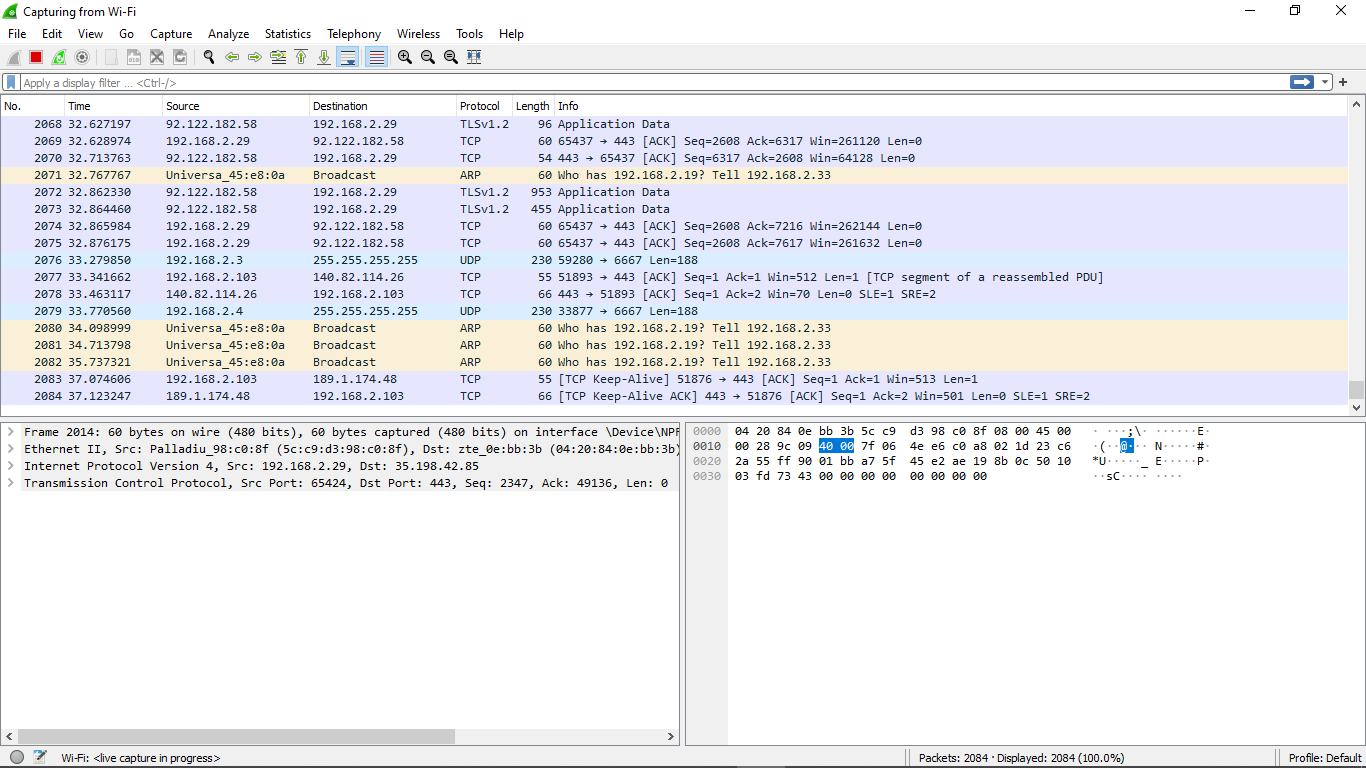 Capturing from Wi-Fi
File Edit View Go Capture Analyze Statistics Telephony Wireless Tools Help
Apply a display filter ... <Ctrl-/>
No. Time Source Destination Protocol Length Info
2068 32.627197 92.122.182.58 192.168.2.29 TLSv1.2 96 Application Data
2069 32.628974 192.168.2.29 92.122.182.58 TCP 60 65437 → 443 [ACK] Seq=2608 Ack=6317 Win=261120 Len=0
2070 32.713763 92.122.182.58 192.168.2.29 TCP 54 443 → 65437 [ACK] Seq=6317 Ack=2608 Win=64128 Len=0
2071 32.767767 Universa_45:e8:0a Broadcast ARP 60 Who has 192.168.2.19? Tell 192.168.2.33
2072 32.862330 92.122.182.58 192.168.2.29 TLSv1.2 953 Application Data
2073 32.864460 92.122.182.58 192.168.2.29 TLSv1.2 455 Application Data
2074 32.865984 192.168.2.29 92.122.182.58 TCP 60 65437 → 443 [ACK] Seq=2608 Ack=7216 Win=262144 Len=0
2075 32.876175 192.168.2.29 92.122.182.58 TCP 60 65437 → 443 [ACK] Seq=2608 Ack=7617 Win=261632 Len=0
2076 33.279850 192.168.2.3 255.255.255.255 UDP 230 59280 → 6667 Len=188
2077 33.341662 192.168.2.103 140.82.114.26 TCP 55 51893 → 443 [ACK] Seq=1 Ack=1 Win=512 Len=1 [TCP segment of a reassembled PDU]
2078 33.463117 140.82.114.26 192.168.2.103 TCP 66 443 → 51893 [ACK] Seq=1 Ack=2 Win=70 Len=0 SLE=1 SRE=2
2079 33.770560 192.168.2.4 255.255.255.255 UDP 230 33877 → 6667 Len=188
2080 34.098999 Universa_45:e8:0a Broadcast ARP 60 Who has 192.168.2.19? Tell 192.168.2.33
2081 34.713798 Universa_45:e8:0a Broadcast ARP 60 Who has 192.168.2.19? Tell 192.168.2.33
2082 35.737321 Universa_45:e8:0a Broadcast ARP 60 Who has 192.168.2.19? Tell 192.168.2.33
2083 37.074606 192.168.2.103 189.1.174.48 TCP 55 [TCP Keep-Alive] 51876 → 443 [ACK] Seq=1 Ack=1 Win=513 Len=1
2084 37.123247 189.1.174.48 192.168.2.103 TCP 66 [TCP Keep-Alive ACK] 443 → 51876 [ACK] Seq=1 Ack=2 Win=501 Len=0 SLE=1 SRE=2
Frame 2014: 60 bytes on wire (480 bits), 60 bytes captured (480 bits) on interface \Device\NPF
Ethernet II, Src: Palladiu_98:c0:8f (5c:c9:d3:98:c0:8f), Dst: zte_0e:bb:3b (04:20:84:0e:bb:3b)
Internet Protocol Version 4, Src: 192.168.2.29, Dst: 35.198.42.85
Transmission Control Protocol, Src Port: 65424, Dst Port: 443, Seq: 2347, Ack: 49136, Len: 0
0000 04 20 84 0e bb 3b 5c c9 d3 98 c0 8f 08 00 45 00 · ···;\· ······E·
0010 00 28 9c 09 40 00 7f 06 4e e6 c0 a8 02 1d 23 c6 ·(··@··· N·····#·
0020 2a 55 ff 90 01 bb a7 5f 45 e2 ae 19 8b 0c 50 10 *U·····_ E·····P·
0030 03 fd 73 43 00 00 00 00 00 00 00 00 ··sC···· ····
Wi-Fi: <live capture in progress>
Packets: 2084 · Displayed: 2084 (100.0%)
Profile: Default